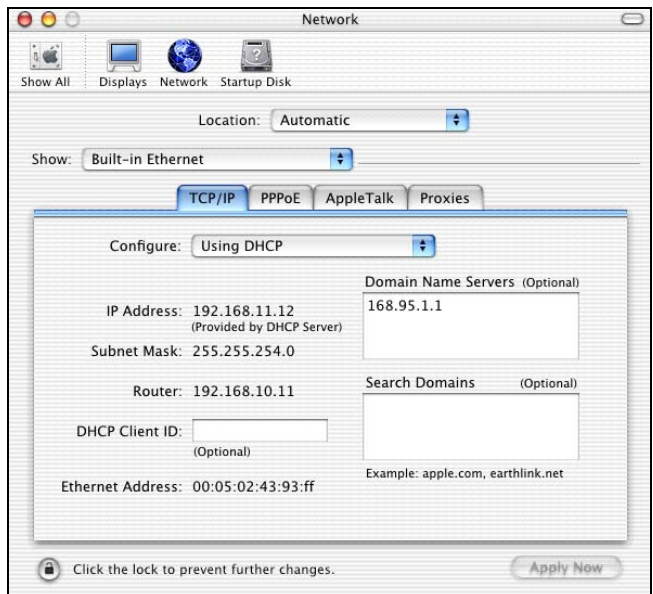 Network
Show All Displays Network Startup Disk
Location: Automatic
Show: Built-in Ethernet
TCP/IP PPPoE AppleTalk Proxies
Configure: Using DHCP
Domain Name Servers (Optional)
168.95.1.1
IP Address: 192.168.11.12
(Provided by DHCP Server)
Subnet Mask: 255.255.254.0
Router: 192.168.10.11
Search Domains (Optional)
DHCP Client ID:
(Optional)
Example: apple.com, earthlink.net
Ethernet Address: 00:05:02:43:93:ff
Click the lock to prevent further changes.
Apply Now